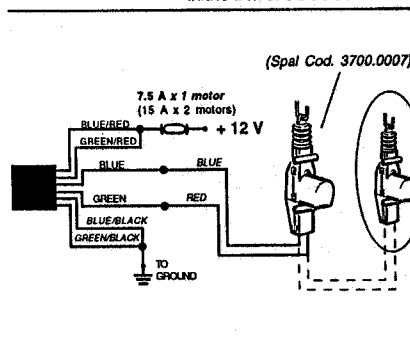 (Spal Cod. 3700.0007)
7.5 A x 1 motor
(15 A x 2 motors)
BLUE/RED
+ 12 V
GREEN/RED
BLUE
BLUE
GREEN
RED
BLUE/BLACK
GREEN/BLACK
TO
GROUND